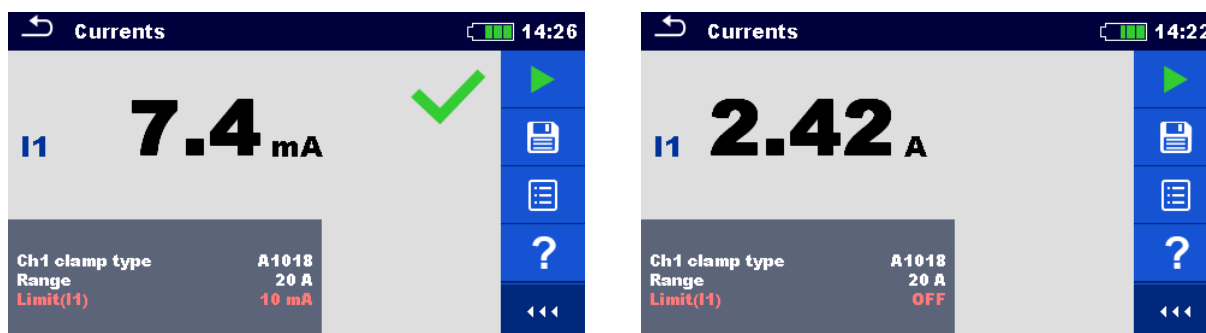 Currents 14:26
I1 7.4 mA
Ch1 clamp type A1018
Range 20 A
Limit(I1) 10 mA
?
Currents 14:22
I1 2.42 A
Ch1 clamp type A1018
Range 20 A
Limit(I1) OFF
?